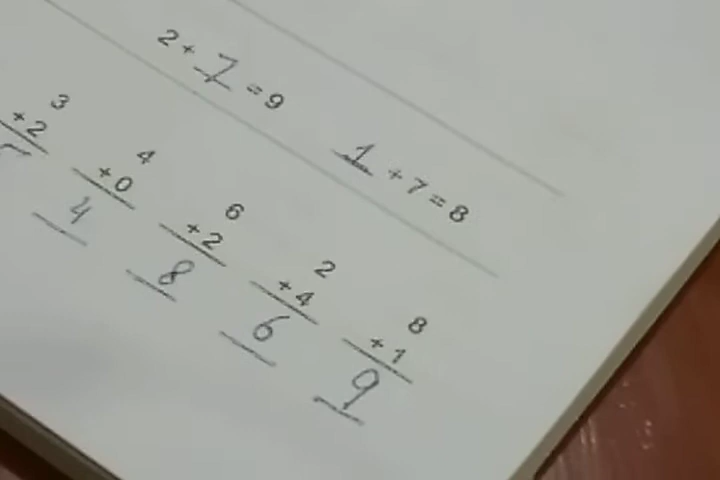 2 + 7 = 9
1 + 7 = 8
3 4 6 2 8
+2 +0 +2 +4 +1
4 8 6 9